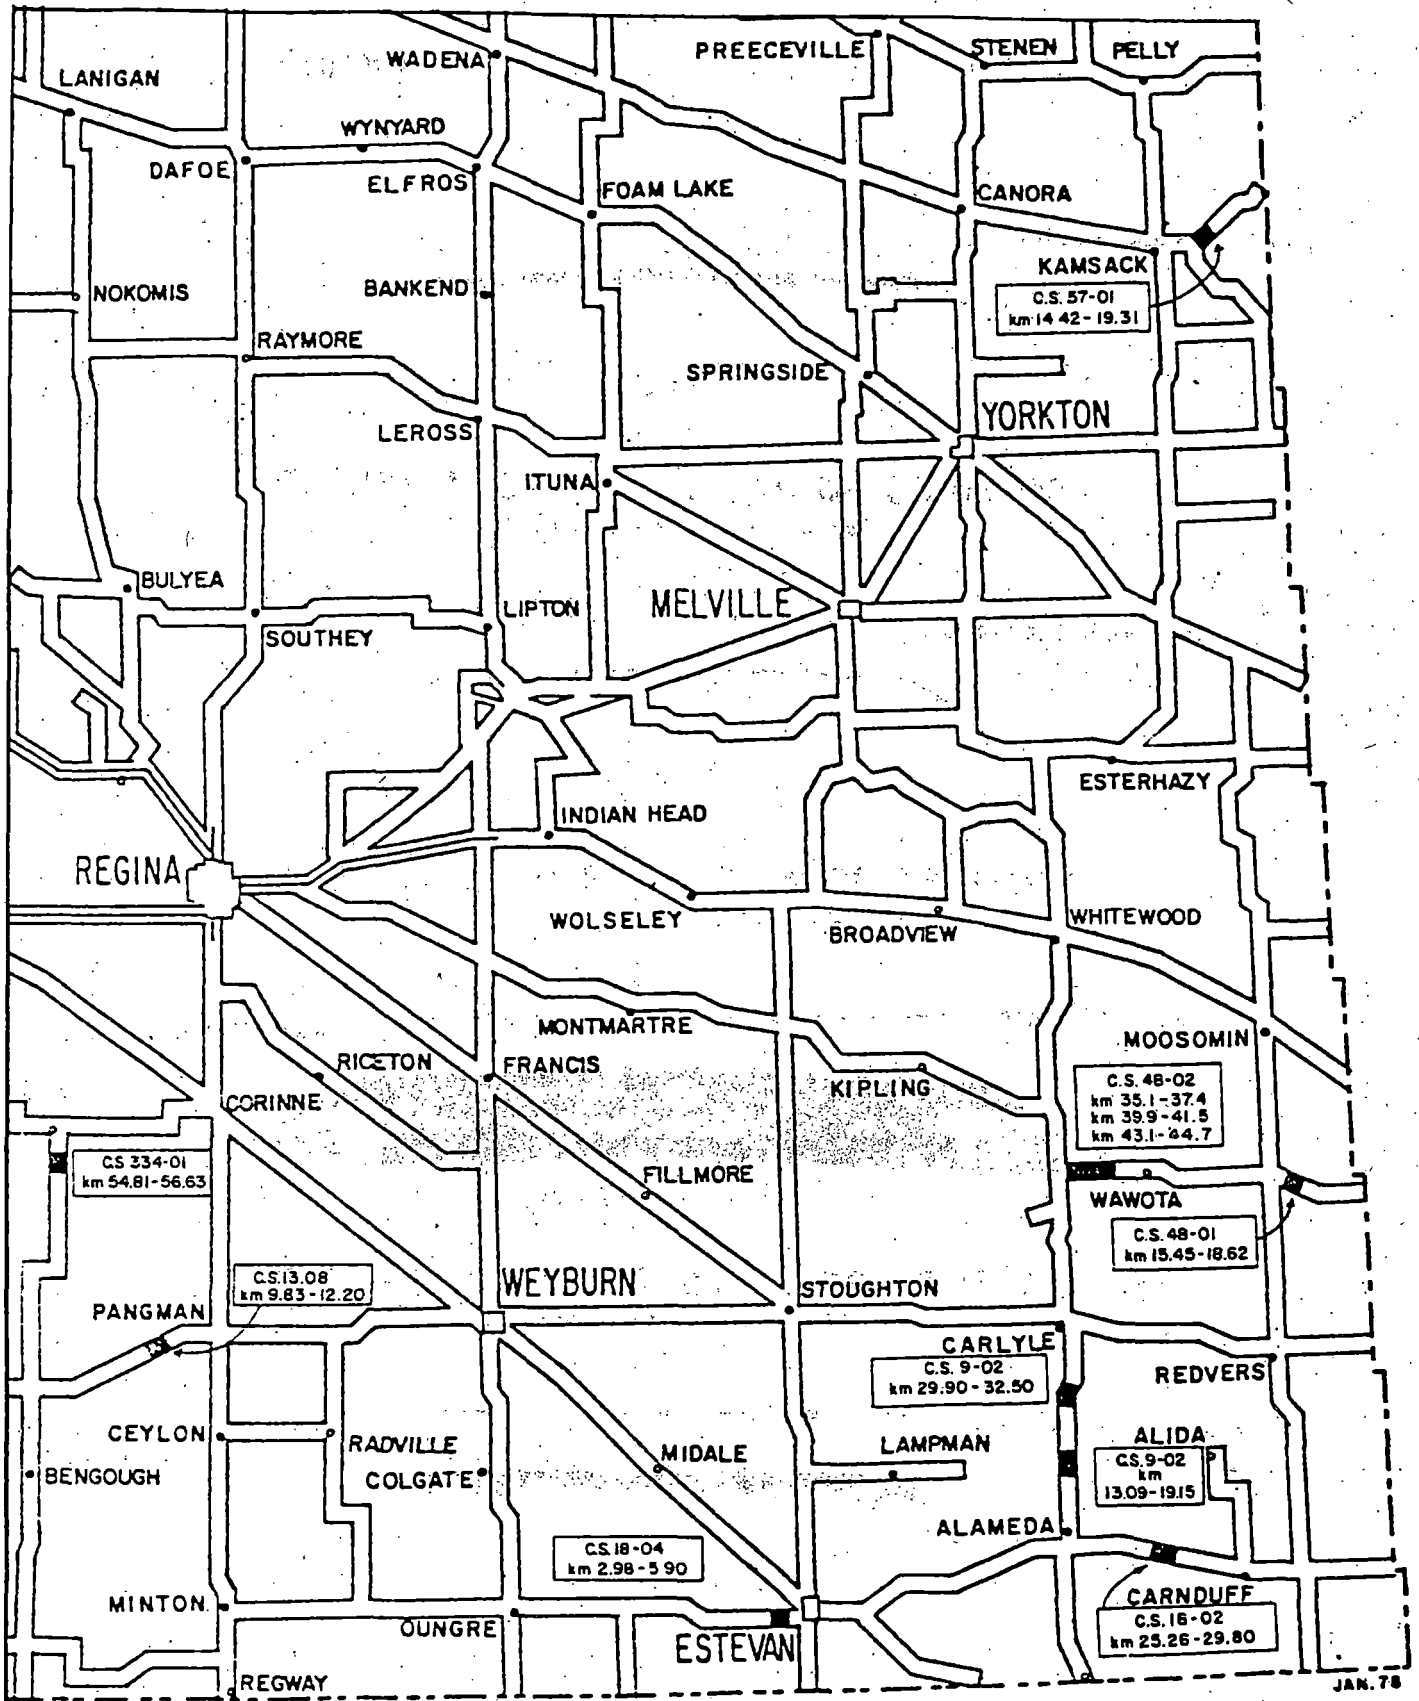 PREECEVILLE
STENEN
PELLY
WADENA
LANIGAN
WYNYARD
DAFOE
ELFROS
FOAM LAKE
CANORA
KAMSACK
NOKOMIS
BANKEND
C.S. 57-01
km 14.42-19.31
RAYMORE
SPRINGSIDE
LEROSS
YORKTON
ITUNA
BULYEA
LIPTON
MELVILLE
SOUTHEY
ESTERHAZY
INDIAN HEAD
REGINA
WOLSELEY
BROADVIEW
WHITEWOOD
MONTMARTRE
MOOSOMIN
RICETON
FRANCIS
KIPLING
C.S. 48-02
km 35.1-37.4
km 39.9-41.5
km 43.1-44.7
CORINNE
CS 334-01
km 54.81-56.63
FILLMORE
WAWOTA
C.S. 48-01
km 15.45-18.62
C.S.13.08
km 9.83-12.20
WEYBURN
STOUGHTON
PANGMAN
CARLYLE
C.S. 9-02
km 29.90-32.50
REDVERS
CEYLON
RADVILLE
ALIDA
BENGOUGH
COLGATE
MIDALE
LAMPMAN
C.S.9-02
km
13.09-19.15
ALAMEDA
C.S. 18-04
km 2.98-5.90
MINTON
OUNGRE
ESTEVAN
CARNDUFF
C.S. 18-02
km 25.26-29.80
REGWAY
JAN. 78